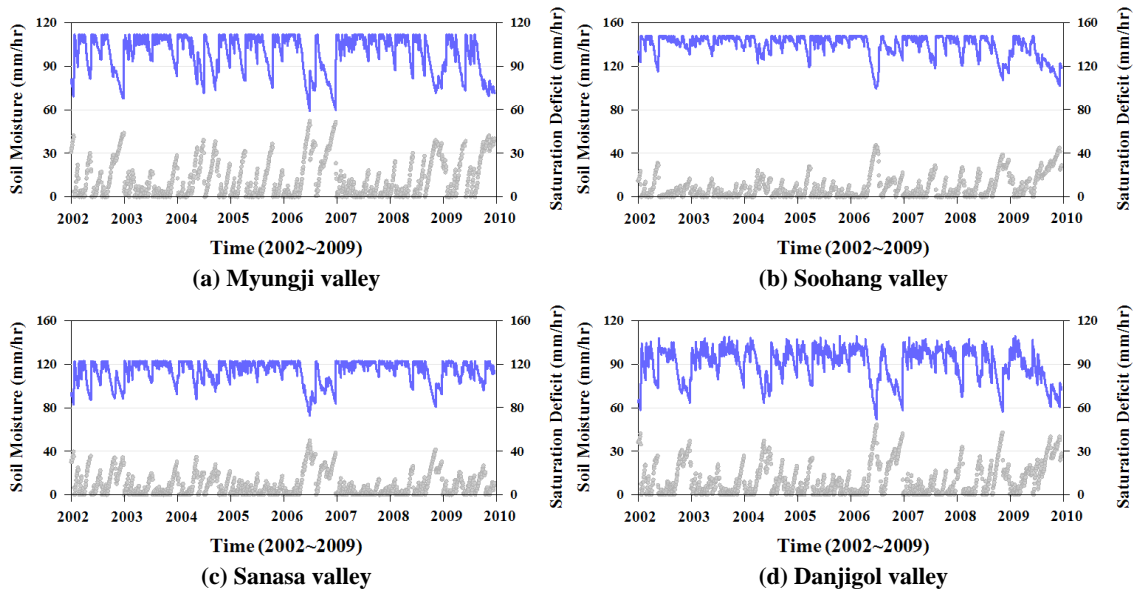 120 120 160 160
90 90 120 120
60 60 80 80
30 30 40 40
0 0 0 0
Soil Moisture (mm/hr)
Saturation Deficit (mm/hr)
Soil Moisture (mm/hr)
Saturation Deficit (mm/hr)
2002 2003 2004 2005 2006 2007 2008 2009 2010 2002 2003 2004 2005 2006 2007 2008 2009 2010
Time (2002~2009) Time (2002~2009)
(a) Myungji valley (b) Soohang valley
160 160 120 120
120 120 90 90
80 80 60 60
40 40 30 30
0 0 0 0
Soil Moisture (mm/hr)
Saturation Deficit (mm/hr)
Soil Moisture (mm/hr)
Saturation Deficit (mm/hr)
2002 2003 2004 2005 2006 2007 2008 2009 2010 2002 2003 2004 2005 2006 2007 2008 2009 2010
Time (2002~2009) Time (2002~2009)
(c) Sanasa valley (d) Danjigol valley